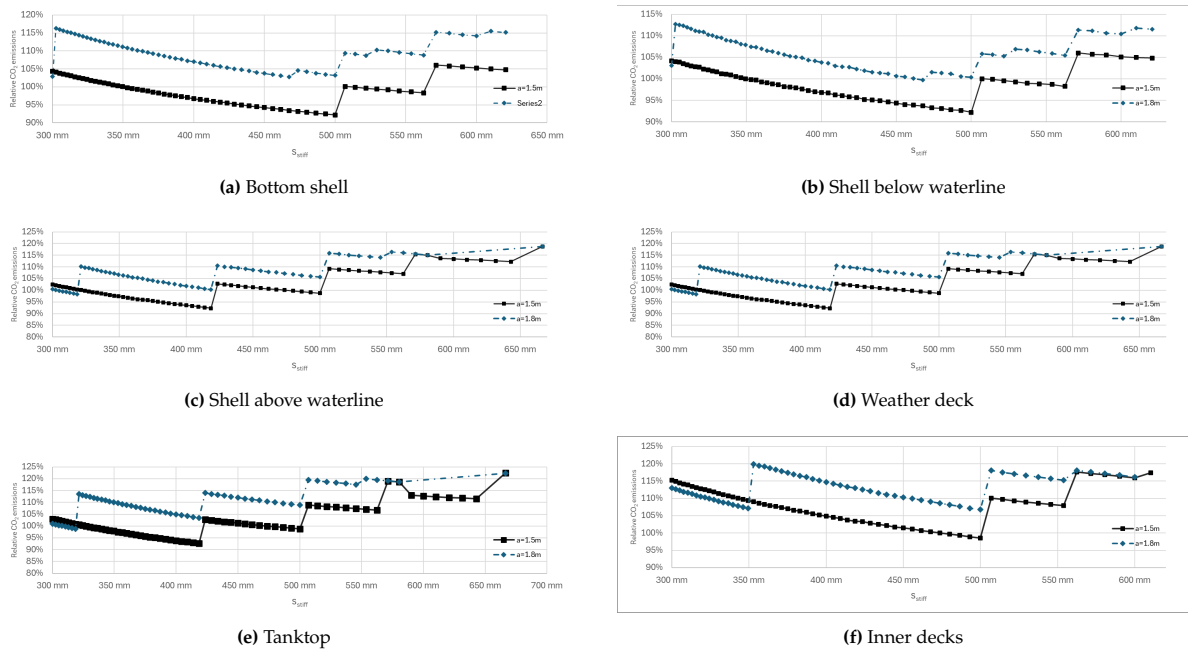 120%
115%
110%
105%
100%
95%
90%
Relative CO₂ emissions
300 mm 350 mm 400 mm 450 mm 500 mm 550 mm 600 mm 650 mm
s_stiff
a=1.5m
Series2
(a) Bottom shell
115%
110%
105%
100%
95%
90%
Relative CO₂ emissions
300 mm 350 mm 400 mm 450 mm 500 mm 550 mm 600 mm
s_stiff
a=1.5m
a=1.8m
(b) Shell below waterline
125%
120%
115%
110%
105%
100%
95%
90%
85%
80%
Relative CO₂ emissions
300 mm 350 mm 400 mm 450 mm 500 mm 550 mm 600 mm 650 mm
s_stiff
a=1.5m
a=1.8m
(c) Shell above waterline
125%
120%
115%
110%
105%
100%
95%
90%
85%
80%
Relative CO₂ emissions
300 mm 350 mm 400 mm 450 mm 500 mm 550 mm 600 mm 650 mm
s_stiff
a=1.5m
a=1.8m
(d) Weather deck
125%
120%
115%
110%
105%
100%
95%
90%
85%
80%
Relative CO₂ emissions
300 mm 350 mm 400 mm 450 mm 500 mm 550 mm 600 mm 650 mm 700 mm
s_stiff
a=1.5m
a=1.8m
(e) Tanktop
125%
120%
115%
110%
105%
100%
95%
90%
Relative CO₂ emissions
300 mm 350 mm 400 mm 450 mm 500 mm 550 mm 600 mm
s_stiff
a=1.5m
a=1.8m
(f) Inner decks